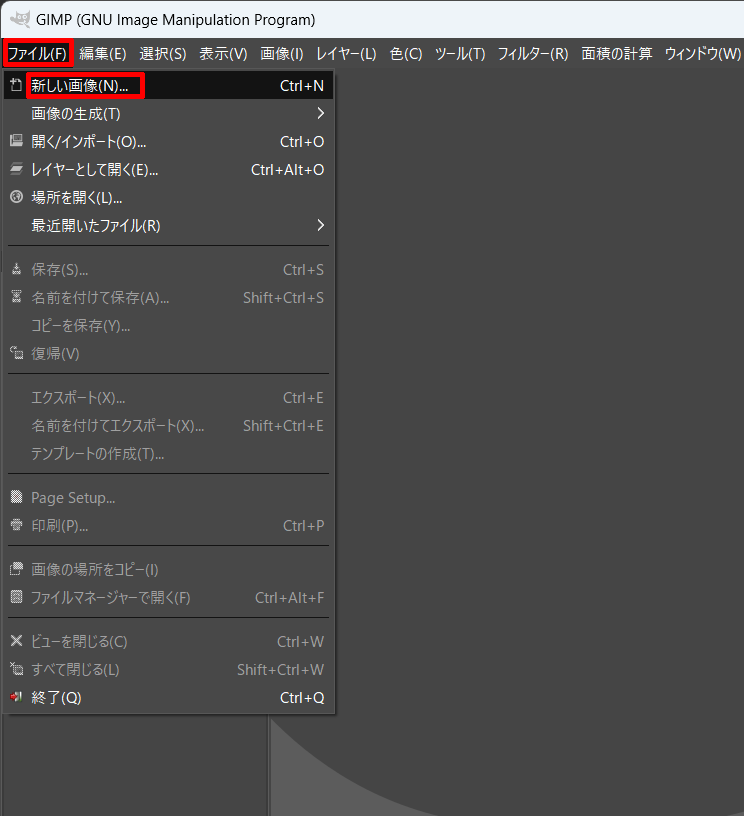 GIMP (GNU Image Manipulation Program)
ファイル(F) 編集(E) 選択(S) 表示(V) 画像(I) レイヤー(L) 色(C) ツール(T) フィルター(R) 面積の計算 ウィンドウ(W)
新しい画像(N)... Ctrl+N
画像の生成(T)
開く/インポート(O)... Ctrl+O
レイヤーとして開く(E)... Ctrl+Alt+O
場所を開く(L)...
最近開いたファイル(R)
保存(S)... Ctrl+S
名前を付けて保存(A)... Shift+Ctrl+S
コピーを保存(Y)...
復帰(V)
エクスポート(X)... Ctrl+E
名前を付けてエクスポート(X)... Shift+Ctrl+E
テンプレートの作成(T)...
Page Setup...
印刷(P)... Ctrl+P
画像の場所をコピー(I)
ファイルマネージャーで開く(F) Ctrl+Alt+F
ビューを閉じる(C) Ctrl+W
すべて閉じる(L) Shift+Ctrl+W
終了(Q) Ctrl+Q